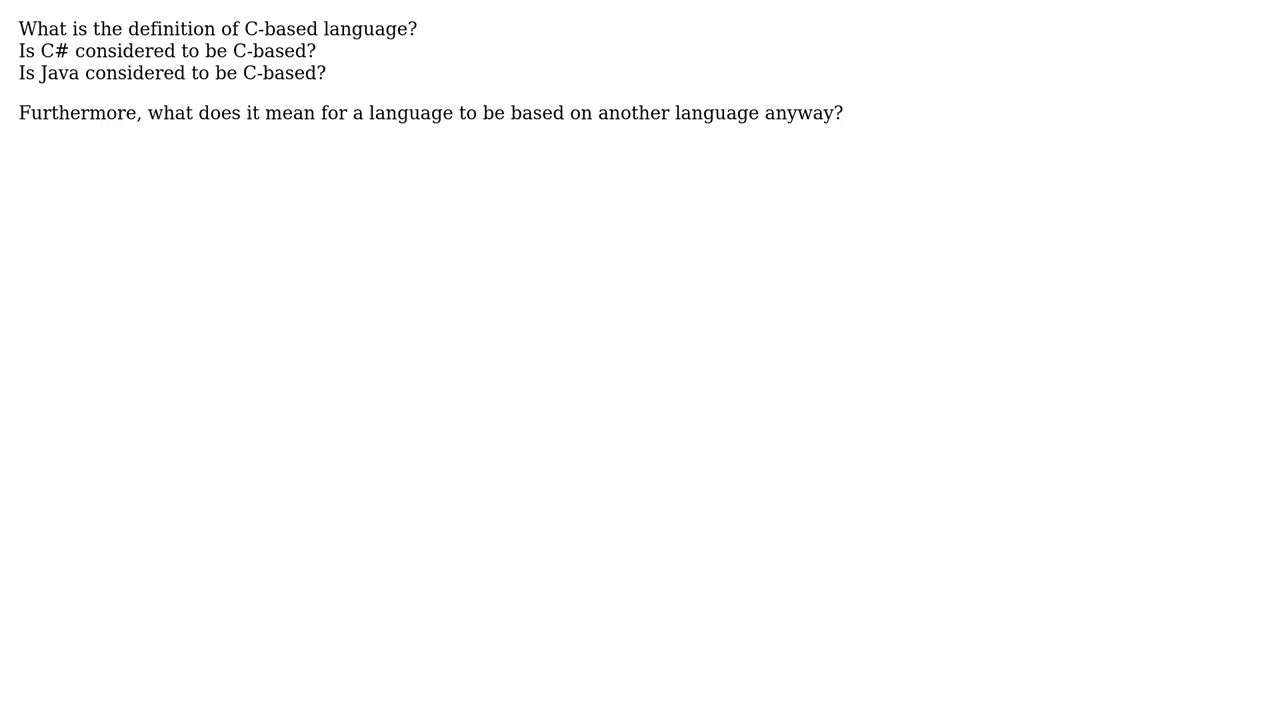 What is the definition of C-based language?
Is C# considered to be C-based?
Is Java considered to be C-based?
Furthermore, what does it mean for a language to be based on another language anyway?